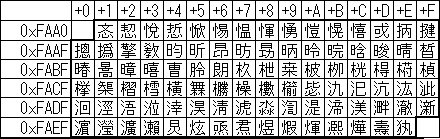 +0 +1 +2 +3 +4 +5 +6 +7 +8 +9 +A +B +C +D +E +F
0xFAA0 忞 恝 悅 悊 惞 惕 愠 惲 愑 愷 愰 憘 戓 抦 揵
0xFAAF 摠 撝 擎 敎 昀 昕 昻 昉 昮 昞 昤 晥 晗 晙 晴 晳
0xFABF 暙 暠 暲 暿 曺 朎 朗 杦 枻 桒 柀 栁 桄 棏 﨓 楨
0xFACF 﨔 榘 槢 樰 橫 橆 橳 橾 櫢 櫤 毖 氿 汜 沆 汯 泚
0xFADF 洄 涇 浯 涖 涬 淏 淸 淲 淼 渹 湜 渧 渼 溿 澈 澵
0xFAEF 濵 瀅 瀇 瀨 炅 炫 焏 焄 煜 煆 煇 凞 燁 燾 犱